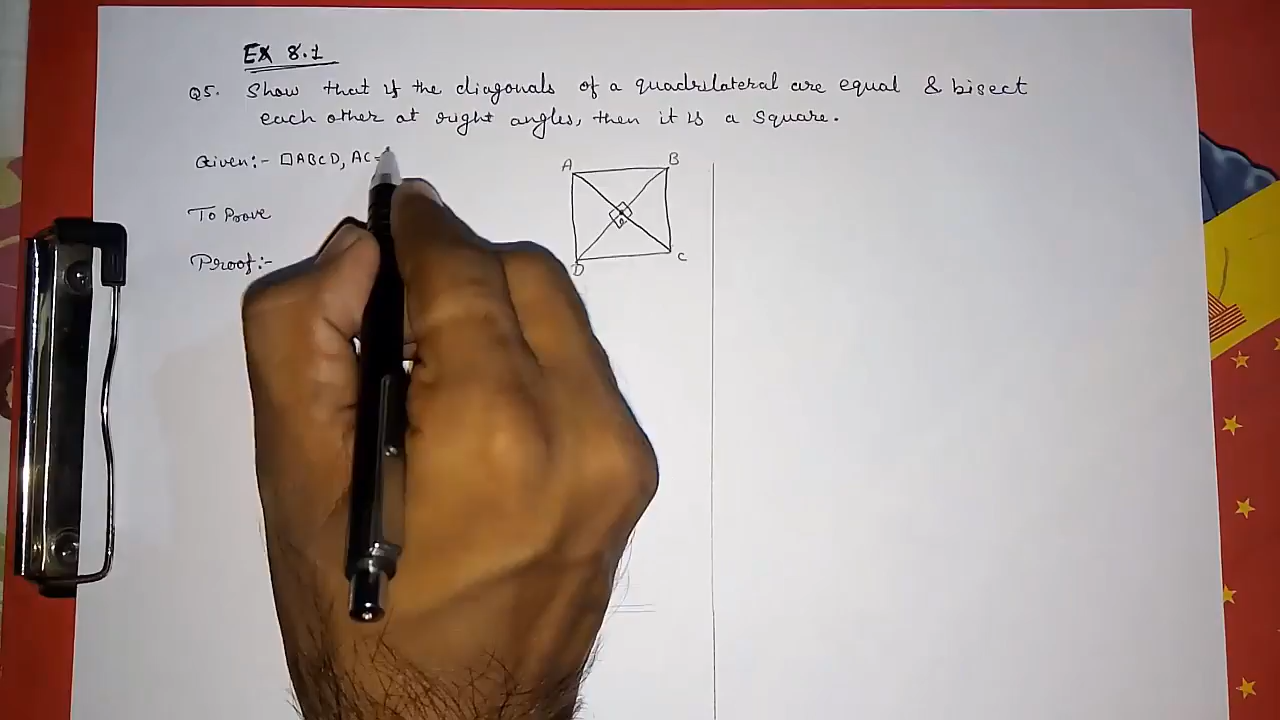 EX 8.1
Q5. Show that if the diagonals of a quadrilateral are equal & bisect
each other at right angles, then it is a square.
Given:- □ABCD, AC=
A B
To Prove
Proof:-
D C